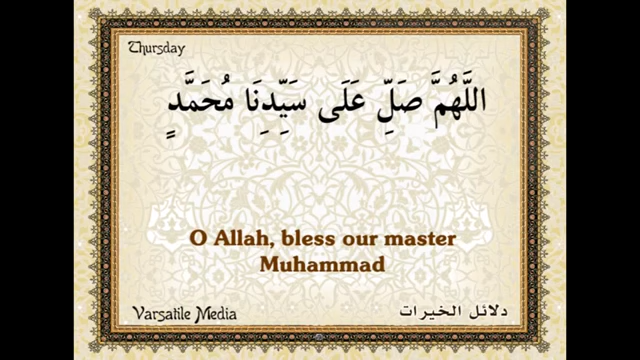 Thursday
اللَّهُمَّ صَلِّ عَلَى سَيِّدِنَا مُحَمَّدٍ
O Allah, bless our master
Muhammad
Varsatile Media
دلائل الخيرات